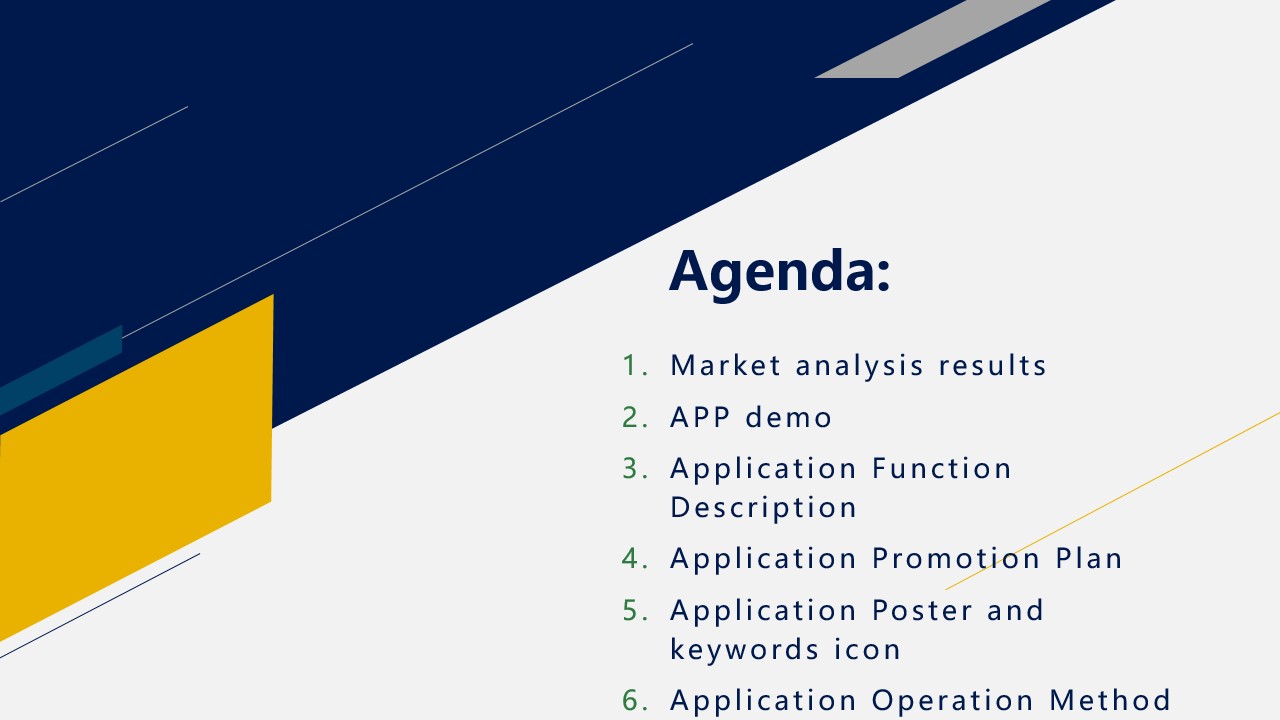 Agenda:
1. Market analysis results
2. APP demo
3. Application Function
Description
4. Application Promotion Plan
5. Application Poster and
keywords icon
6. Application Operation Method